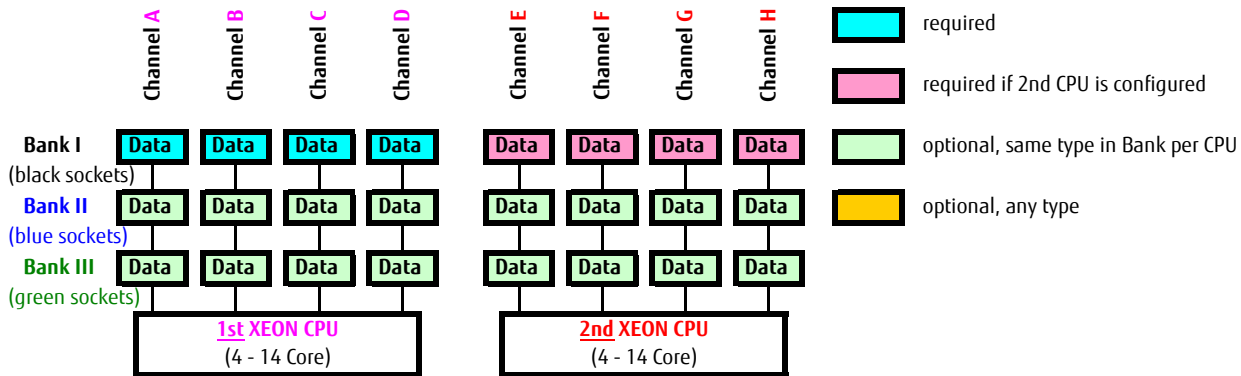 Channel A
Channel B
Channel C
Channel D
Channel E
Channel F
Channel G
Channel H
required
required if 2nd CPU is configured
optional, same type in Bank per CPU
optional, any type
Bank I
(black sockets)
Data Data Data Data Data Data Data Data
Bank II
(blue sockets)
Data Data Data Data Data Data Data Data
Bank III
(green sockets)
Data Data Data Data Data Data Data Data
1st XEON CPU
(4 - 14 Core)
2nd XEON CPU
(4 - 14 Core)